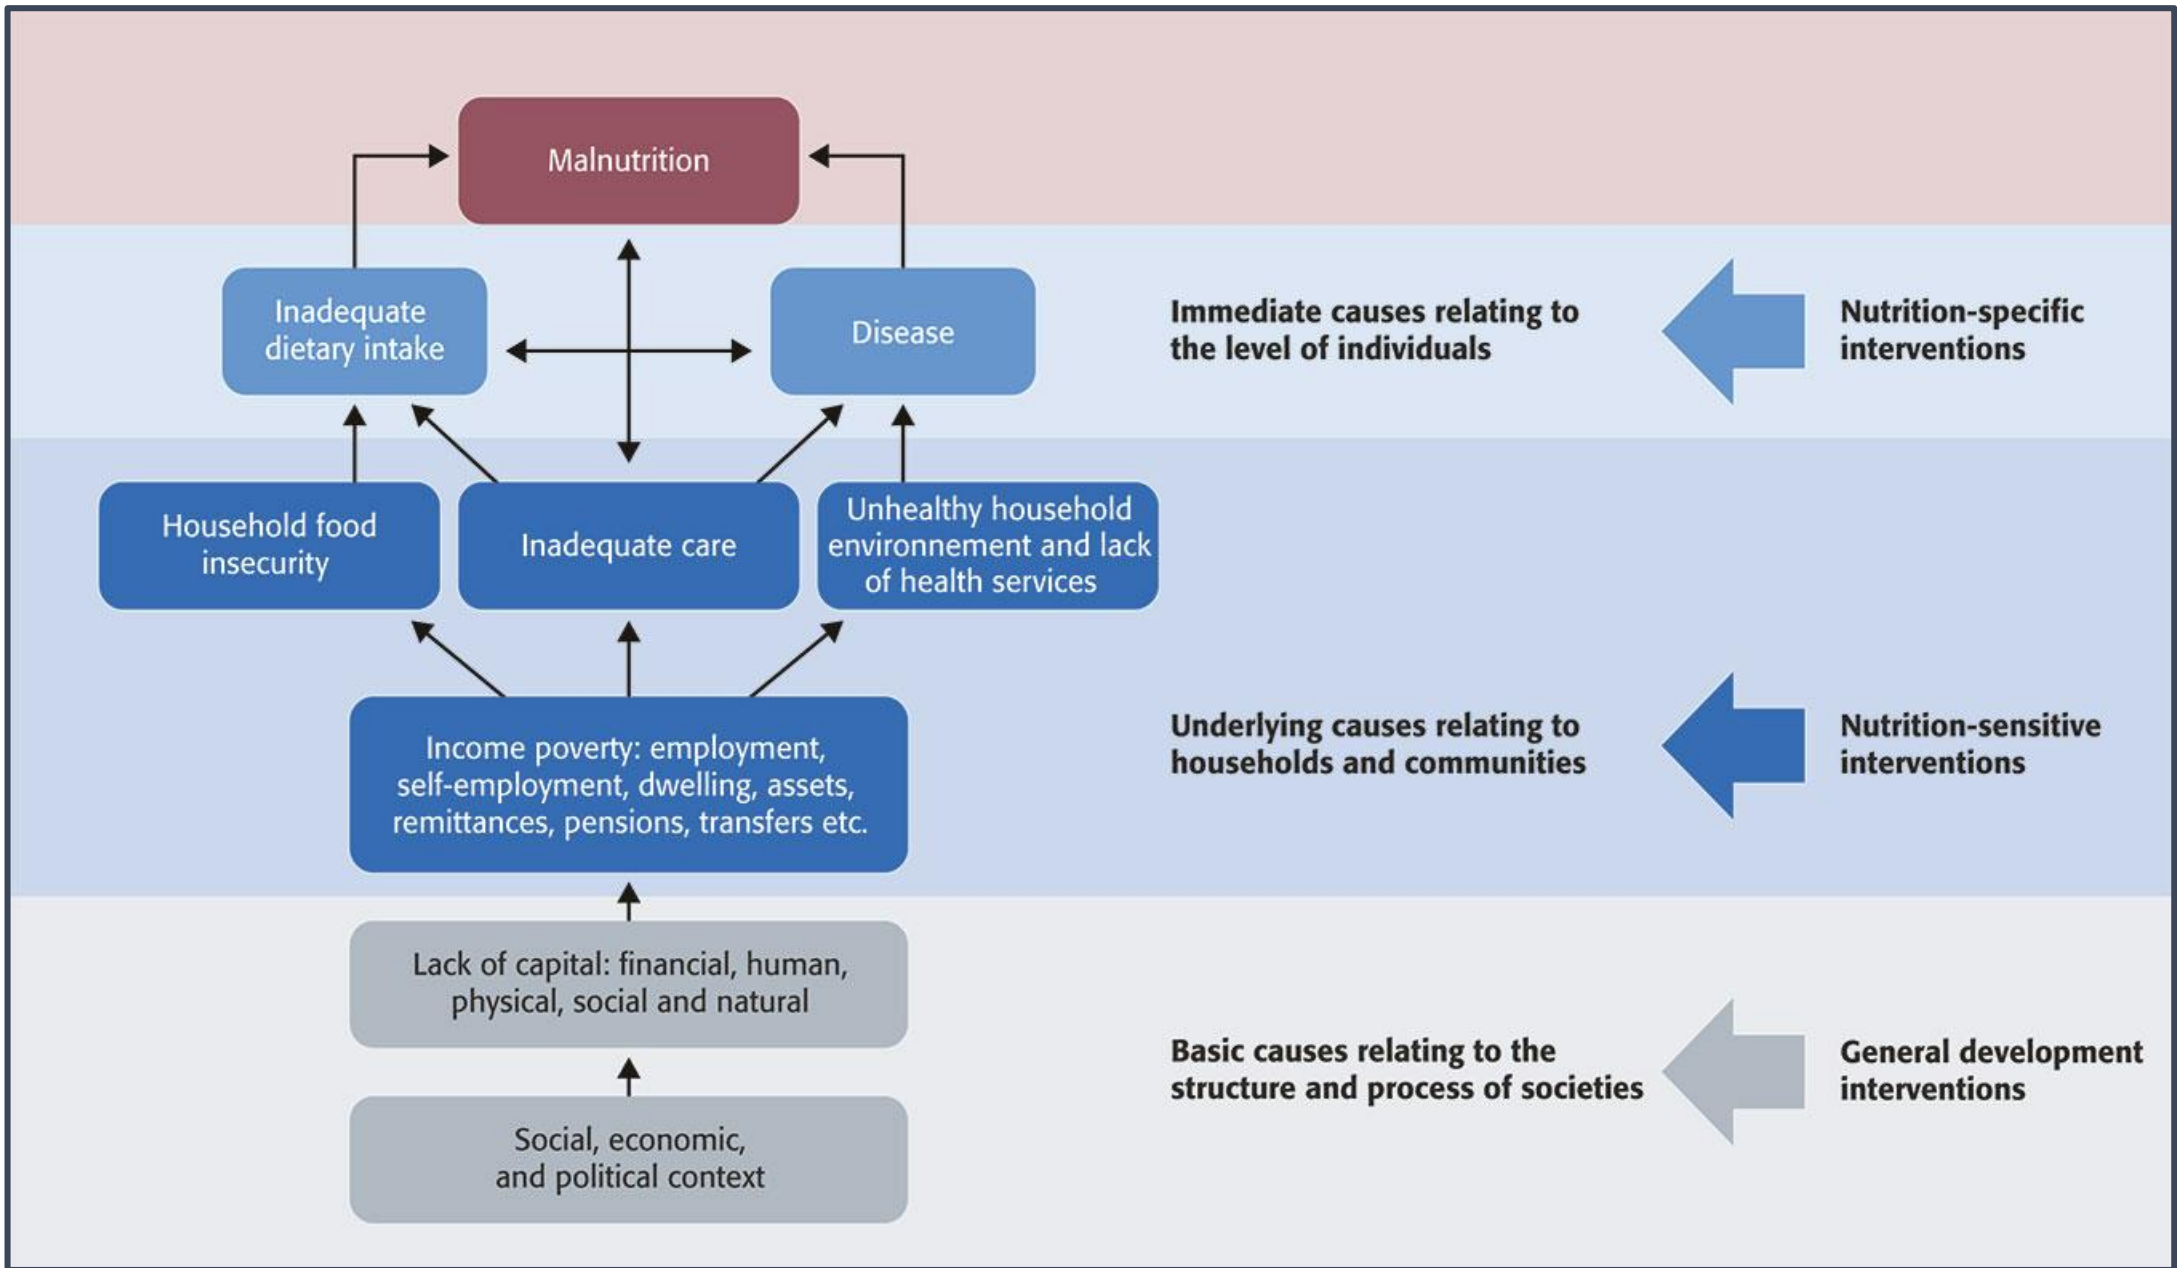 Malnutrition
Inadequate
dietary intake
Disease
Immediate causes relating to
the level of individuals
Nutrition-specific
interventions
Household food
insecurity
Inadequate care
Unhealthy household
environnement and lack
of health services
Income poverty: employment,
self-employment, dwelling, assets,
remittances, pensions, transfers etc.
Underlying causes relating to
households and communities
Nutrition-sensitive
interventions
Lack of capital: financial, human,
physical, social and natural
Social, economic,
and political context
Basic causes relating to the
structure and process of societies
General development
interventions